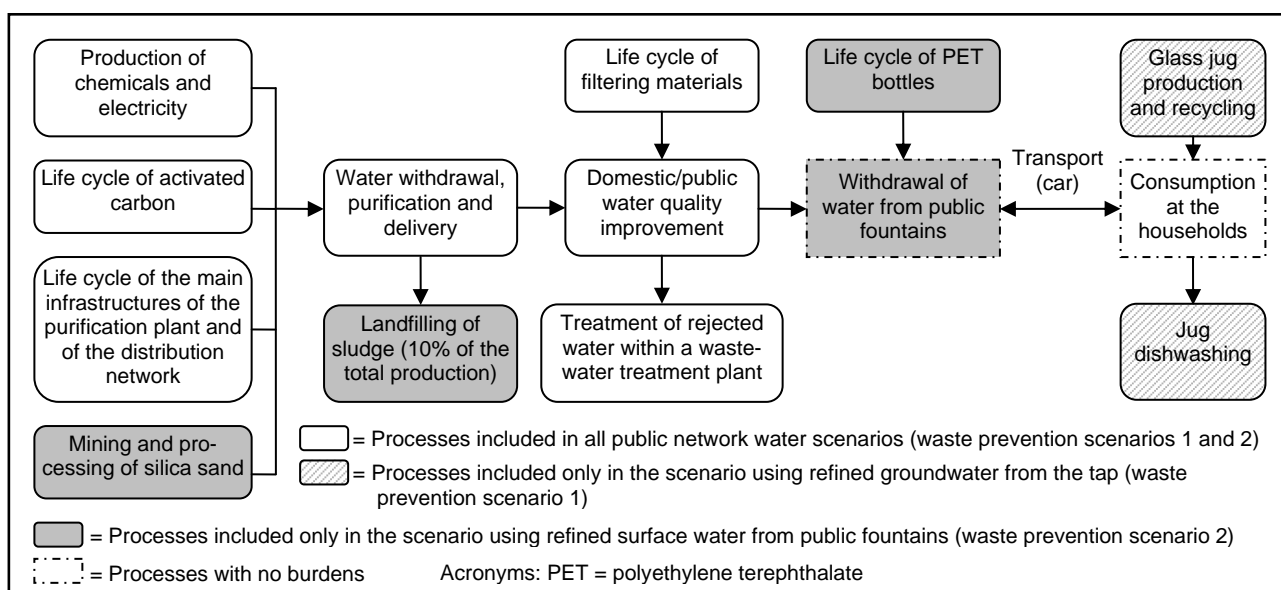 Production of
chemicals and
electricity
Life cycle of
filtering materials
Life cycle of PET
bottles
Glass jug
production
and recycling
Life cycle of activated
carbon
Water withdrawal,
purification and
delivery
Domestic/public
water quality
improvement
Withdrawal of
water from public
fountains
Transport
(car)
Consumption
at the
households
Life cycle of the main
infrastructures of the
purification plant and
of the distribution
network
Landfilling of
sludge (10% of the
total production)
Treatment of rejected
water within a waste-
water treatment plant
Jug
dishwashing
Mining and pro-
cessing of silica sand
= Processes included in all public network water scenarios (waste prevention scenarios 1 and 2)
= Processes included only in the scenario using refined groundwater from the tap (waste
prevention scenario 1)
= Processes included only in the scenario using refined surface water from public fountains (waste prevention scenario 2)
= Processes with no burdens Acronyms: PET = polyethylene terephthalate